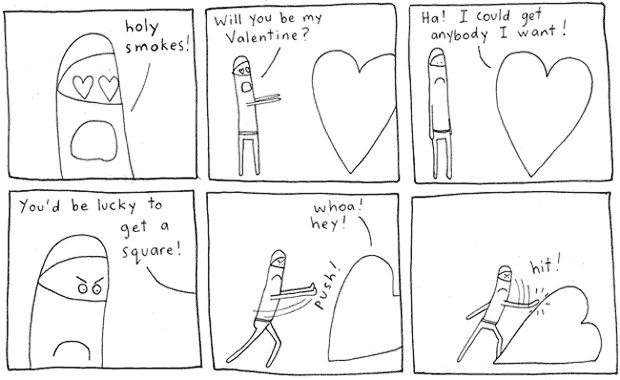 holy
smokes!
Will you be my
Valentine?
Ha! I could get
anybody I want!
You'd be lucky to
get a
square!
whoa!
hey!
push!
hit!